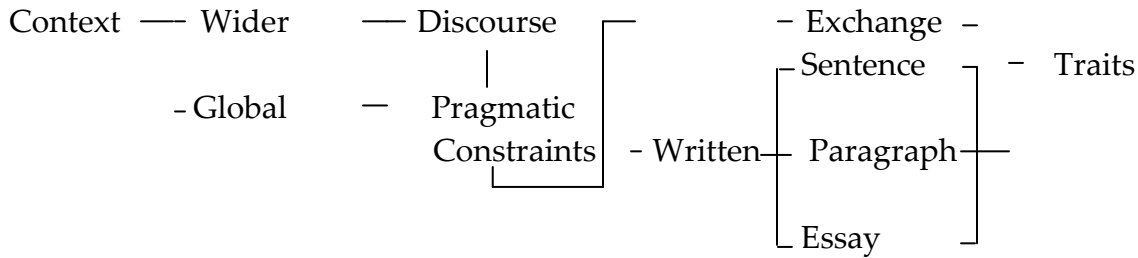 Context Wider Discourse Exchange
Sentence Traits
Global Pragmatic
Constraints Written Paragraph
Essay